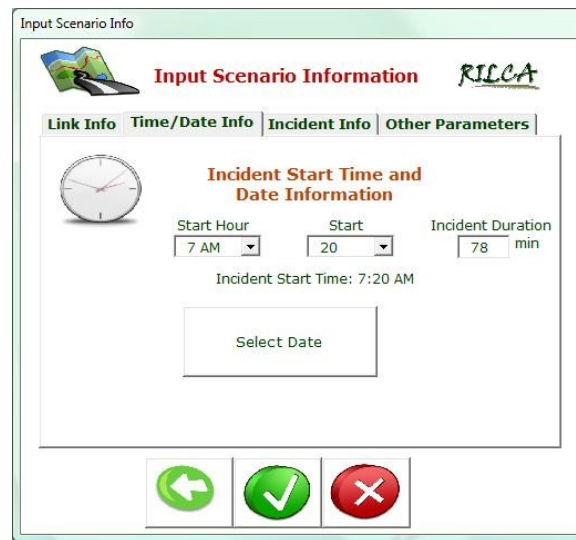 Input Scenario Info
Input Scenario Information
RILCA
Link Info Time/Date Info Incident Info Other Parameters
Incident Start Time and
Date Information
Start Hour Start Incident Duration
7 AM 20 78 min
Incident Start Time: 7:20 AM
Select Date